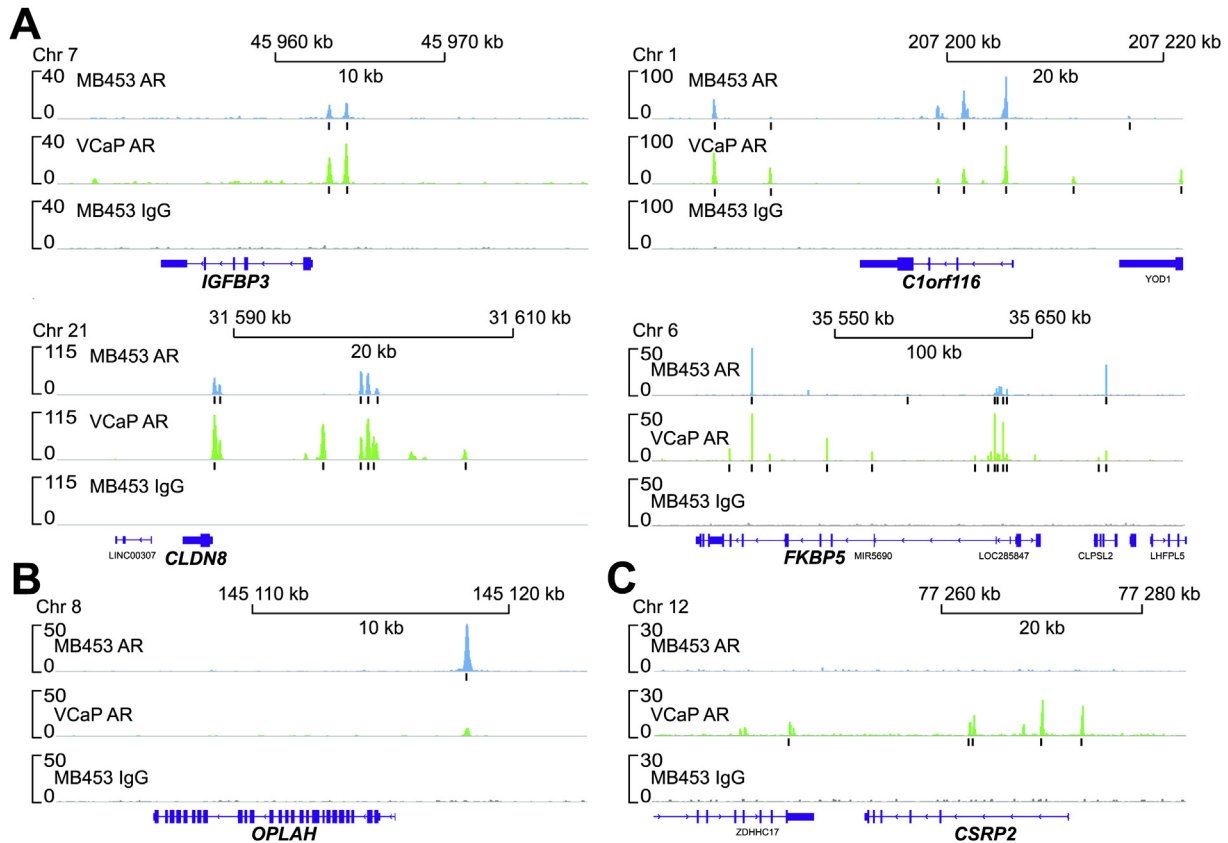 A
Chr 7
45 960 kb
45 970 kb
10 kb
40
MB453 AR
0
40
VCaP AR
0
40
MB453 IgG
0
IGFBP3
Chr 1
207 200 kb
207 220 kb
20 kb
100
MB453 AR
0
100
VCaP AR
0
100
MB453 IgG
0
C1orf116
YOD1
Chr 21
31 590 kb
31 610 kb
20 kb
115
MB453 AR
0
115
VCaP AR
0
115
MB453 IgG
0
LINC00307
CLDN8
Chr 6
35 550 kb
35 650 kb
100 kb
50
MB453 AR
0
50
VCaP AR
0
50
MB453 IgG
0
FKBP5
MIR5690
LOC285847
CLPSL2
LHFPL5
B
Chr 8
145 110 kb
145 120 kb
10 kb
50
MB453 AR
0
50
VCaP AR
0
50
MB453 IgG
0
OPLAH
C
Chr 12
77 260 kb
77 280 kb
20 kb
30
MB453 AR
0
30
VCaP AR
0
30
MB453 IgG
0
ZDHHC17
CSRP2